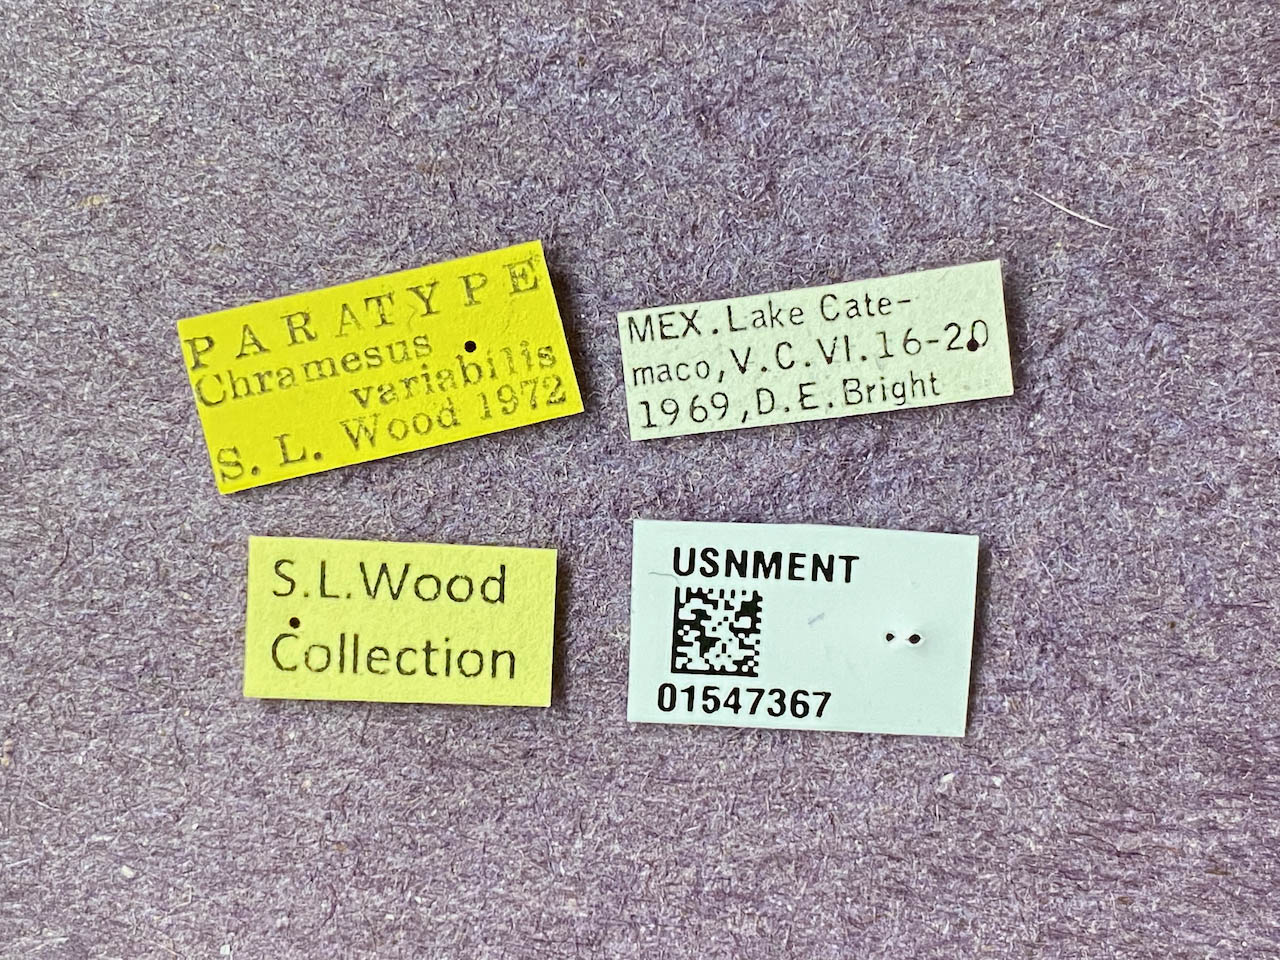 PARATYPE
Chramesus
variabilis
S. L. Wood 1972
MEX. Lake Cate-
maco, V.C. VI. 16-20
1969, D. E. Bright
S.L.Wood
Collection
USNMENT
01547367